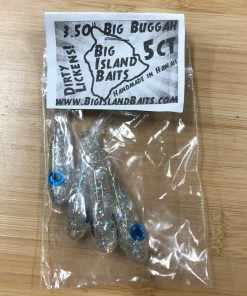 3.50" Big Buggah
Big
Island
Baits
5ct
Dirty
Lickens!
Handmade in Hawaii
www.BigIslandBaits.com